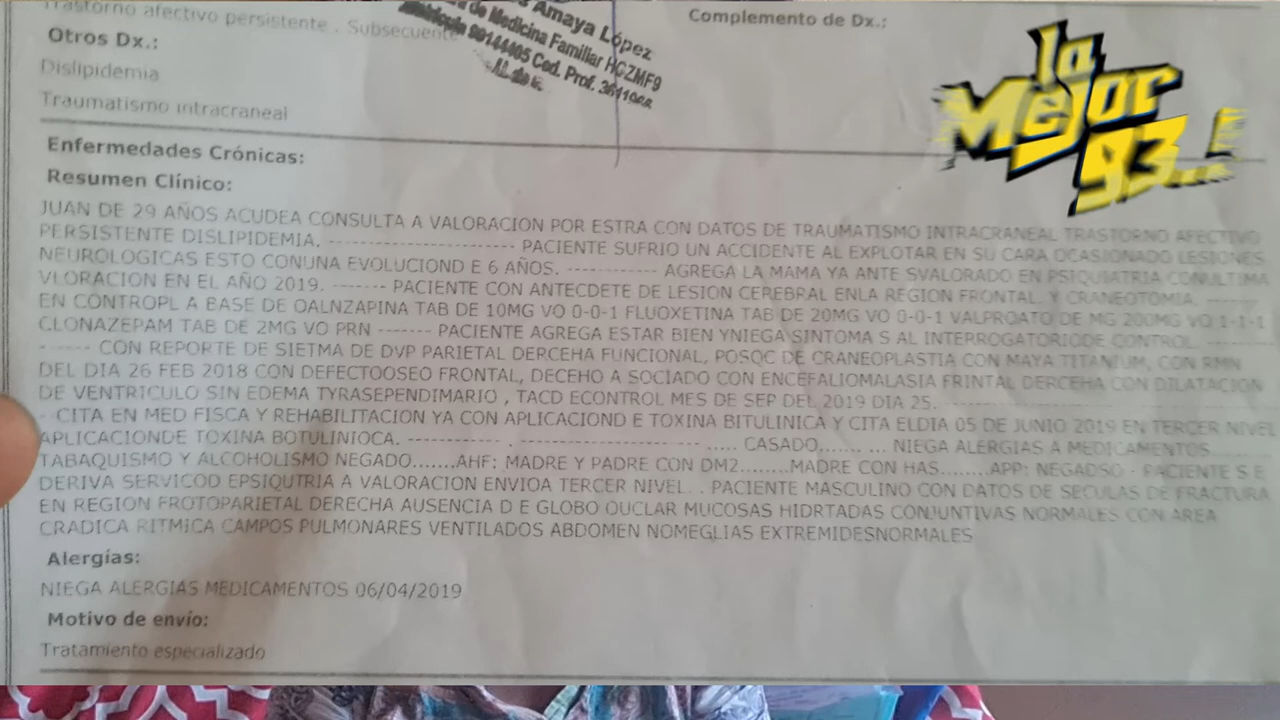 Trastorno afectivo persistente . Subsecuente
Amaya López
de Medicina Familiar HGZMF9
99144405 Ced. Prof.
Complemento de Dx.:
la
Mejor
93..!
Otros Dx.:
Dislipidemia
Traumatismo intracraneal
Enfermedades Crónicas:
Resumen Clínico:
JUAN DE 29 AÑOS ACUDEA CONSULTA A VALORACION POR ESTRA CON DATOS DE TRAUMATISMO INTRACRANEAL TRASTORNO AFECTIVO
PERSISTENTE DISLIPIDEMIA. ----------------------- PACIENTE SUFRIO UN ACCIDENTE AL EXPLOTAR EN SU CARA OCASIONADO LESIONES
NEUROLOGICAS ESTO CONUNA EVOLUCIOND E 6 AÑOS. ----------- AGREGA LA MAMA YA ANTE SVALORADO EN PSIQUIATRIA CONULTIMA
VLORACION EN EL AÑO 2019. ------- PACIENTE CON ANTECDETE DE LESION CEREBRAL ENLA REGION FRONTAL. Y CRANEOTOMIA. ------
EN CONTROPL A BASE DE OALNZAPINA TAB DE 10MG VO 0-0-1 FLUOXETINA TAB DE 20MG VO 0-0-1 VALPROATO DE MG 200MG VO 1-1-1
CLONAZEPAM TAB DE 2MG VO PRN ------- PACIENTE AGREGA ESTAR BIEN YNIEGA SINTOMA S AL INTERROGATORIODE CONTROL. --------
- ----- CON REPORTE DE SIETMA DE DVP PARIETAL DERCEHA FUNCIONAL, POSQC DE CRANEOPLASTIA CON MAYA TITANIUM, CON RMN
DEL DIA 26 FEB 2018 CON DEFECTOOSEO FRONTAL, DECEHO A SOCIADO CON ENCEFALIOMALASIA FRINTAL DERCEHA CON DILATACION
DE VENTRICULO SIN EDEMA TYRASEPENDIMARIO , TACD ECONTROL MES DE SEP DEL 2019 DIA 25. --------------------
- CITA EN MED FISCA Y REHABILITACION YA CON APLICACIOND E TOXINA BITULINICA Y CITA ELDIA 05 DE JUNIO 2019 EN TERCER NIVEL
APLICACIONDE TOXINA BOTULINIOCA. ------------ . ----------------------- ..... CASADO....... ... NIEGA ALERGIAS A MEDICAMENTOS
TABAQUISMO Y ALCOHOLISMO NEGADO.......AHF: MADRE Y PADRE CON DM2........MADRE CON HAS........APP: NEGADSO - PACIENTE S E
DERIVA SERVICOD EPSIQUTRIA A VALORACION ENVIOA TERCER NIVEL. . PACIENTE MASCULINO CON DATOS DE SECULAS DE FRACTURA
EN REGION FROTOPARIETAL DERECHA AUSENCIA D E GLOBO OUCLAR MUCOSAS HIDRTADAS CONJUNTIVAS NORMALES CON AREA
CRADICA RITMICA CAMPOS PULMONARES VENTILADOS ABDOMEN NOMEGLIAS EXTREMIDESNORMALES
Alergías:
NIEGA ALERGIAS MEDICAMENTOS 06/04/2019
Motivo de envío:
Tratamiento especializado